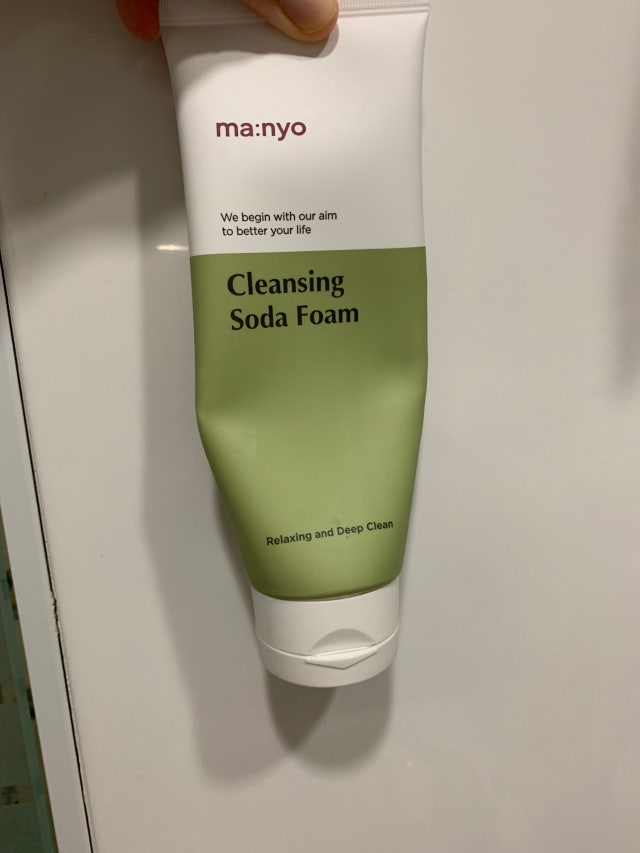 ma:nyo
We begin with our aim
to better your life
Cleansing
Soda Foam
Relaxing and Deep Clean